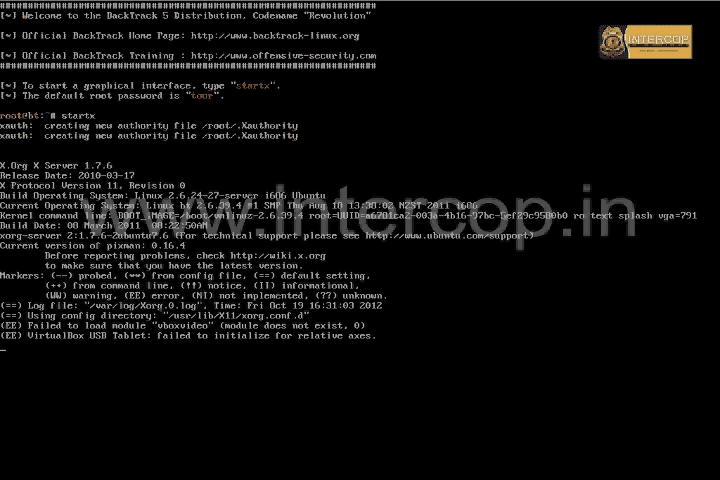 ################################################################
[*] Welcome to the BackTrack 5 Distribution, Codename "Revolution"
[*] Official BackTrack Home Page: http://www.backtrack-linux.org
[*] Official BackTrack Training : http://www.offensive-security.com
################################################################
[*] To start a graphical interface, type "startx".
[*] The default root password is "toor".
root@bt:~# startx
xauth:  creating new authority file /root/.Xauthority
xauth:  creating new authority file /root/.Xauthority
X.Org X Server 1.7.6
Release Date: 2010-03-17
X Protocol Version 11, Revision 0
Build Operating System: Linux 2.6.24-27-server i686 Ubuntu
Current Operating System: Linux bt 2.6.39.4 #1 SMP Thu Aug 18 13:38:02 NZST 2011 i686
Kernel command line: BOOT_IMAGE=/boot/vmlinuz-2.6.39.4 root=UUID= ro text splash vga=791
Build Date: 08 March 2011  08:22:50AM
xorg-server 2:1.7.6-2ubuntu7.6 (For technical support please see http://www.ubuntu.com/support)
Current version of pixman: 0.16.4
Before reporting problems, check http://wiki.x.org
to make sure that you have the latest version.
Markers: (--) probed, (**) from config file, (==) default setting,
(++) from command line, (!!) notice, (II) informational,
(WW) warning, (EE) error, (NI) not implemented, (??) unknown.
(==) Log file: "/var/log/Xorg.0.log", Time: Fri Oct 19 16:31:03 2012
(==) Using config directory: "/usr/lib/X11/xorg.conf.d"
(EE) Failed to load module "vboxvideo" (module does not exist, 0)
(EE) VirtualBox USB Tablet: failed to initialize for relative axes.
_
INTERCOP
www.intercop.in